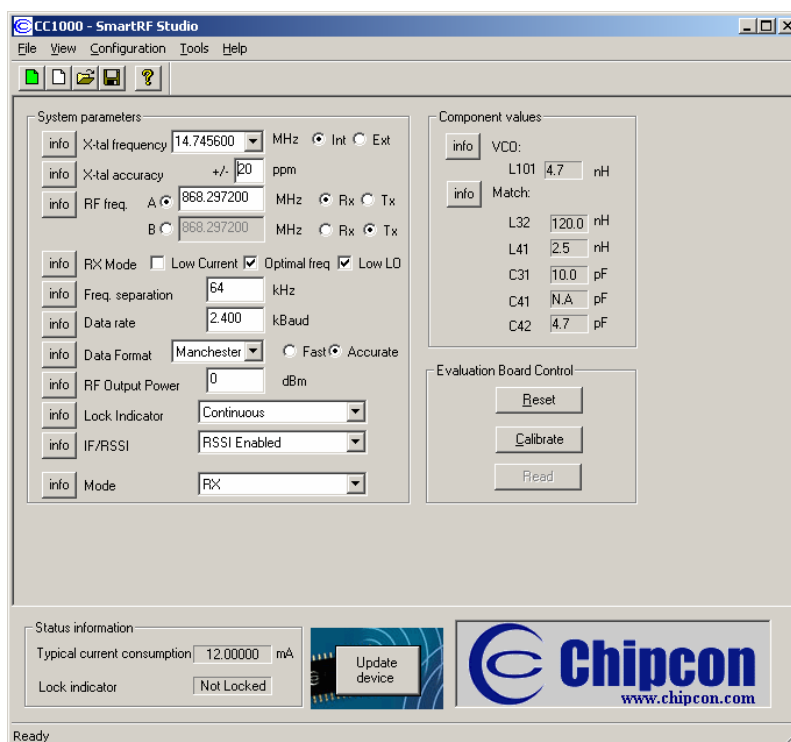 CC1000 - SmartRF Studio
File View Configuration Tools Help
System parameters
info X-tal frequency 14.745600 MHz Int Ext
info X-tal accuracy +/- 20 ppm
info RF freq. A 868.297200 MHz Rx Tx
B 868.297200 MHz Rx Tx
info RX Mode Low Current Optimal freq Low LO
info Freq. separation 64 kHz
info Data rate 2.400 kBaud
info Data Format Manchester Fast Accurate
info RF Output Power 0 dBm
info Lock Indicator Continuous
info IF/RSSI RSSI Enabled
info Mode RX
Component values
info VCO:
L101 4.7 nH
info Match:
L32 120.0 nH
L41 2.5 nH
C31 10.0 pF
C41 N.A pF
C42 4.7 pF
Evaluation Board Control
Reset
Calibrate
Read
Status information
Typical current consumption 12.00000 mA
Lock indicator Not Locked
Update
device
Chipcon
www.chipcon.com
Ready